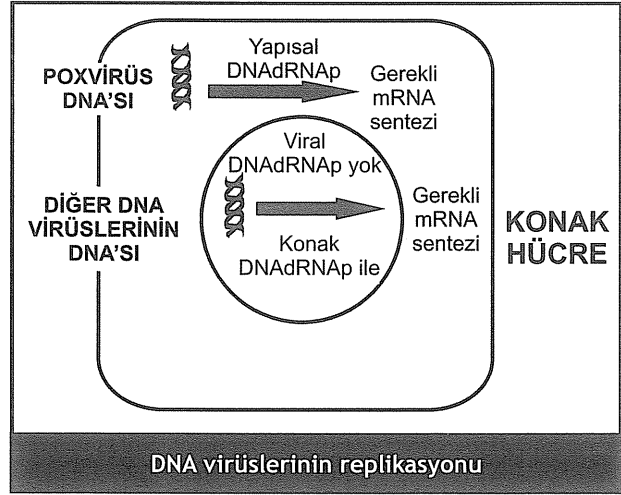 Yapısal
DNAdRNAp
POXVİRÜS
DNA'SI
Gerekli
mRNA
sentezi
Viral
DNAdRNAp yok
DİĞER DNA
VİRÜSLERİNİN
DNA'SI
Gerekli
mRNA
sentezi
Konak
DNAdRNAp ile
KONAK
HÜCRE
DNA virüslerinin replikasyonu